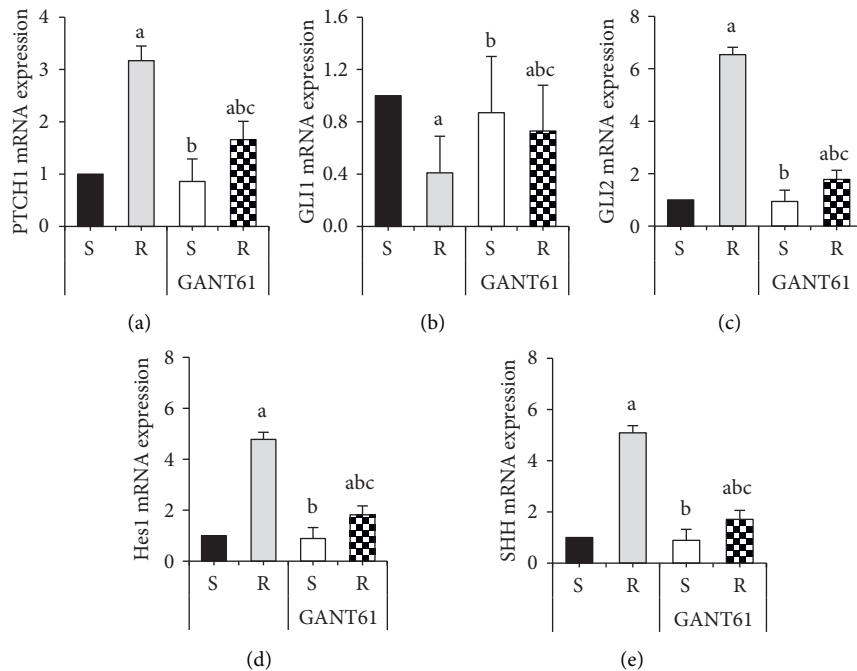 PTCH1 mRNA expression
4
3
2
1
0
a
b
abc
S R S R
GANT61
(a)
GLI1 mRNA expression
1.6
1.2
0.8
0.4
0.0
a
b
abc
S R S R
GANT61
(b)
GLI2 mRNA expression
8
6
4
2
0
a
b
abc
S R S R
GANT61
(c)
Hes1 mRNA expression
8
6
4
2
0
a
b
abc
S R S R
GANT61
(d)
SHH mRNA expression
8
6
4
2
0
a
b
abc
S R S R
GANT61
(e)